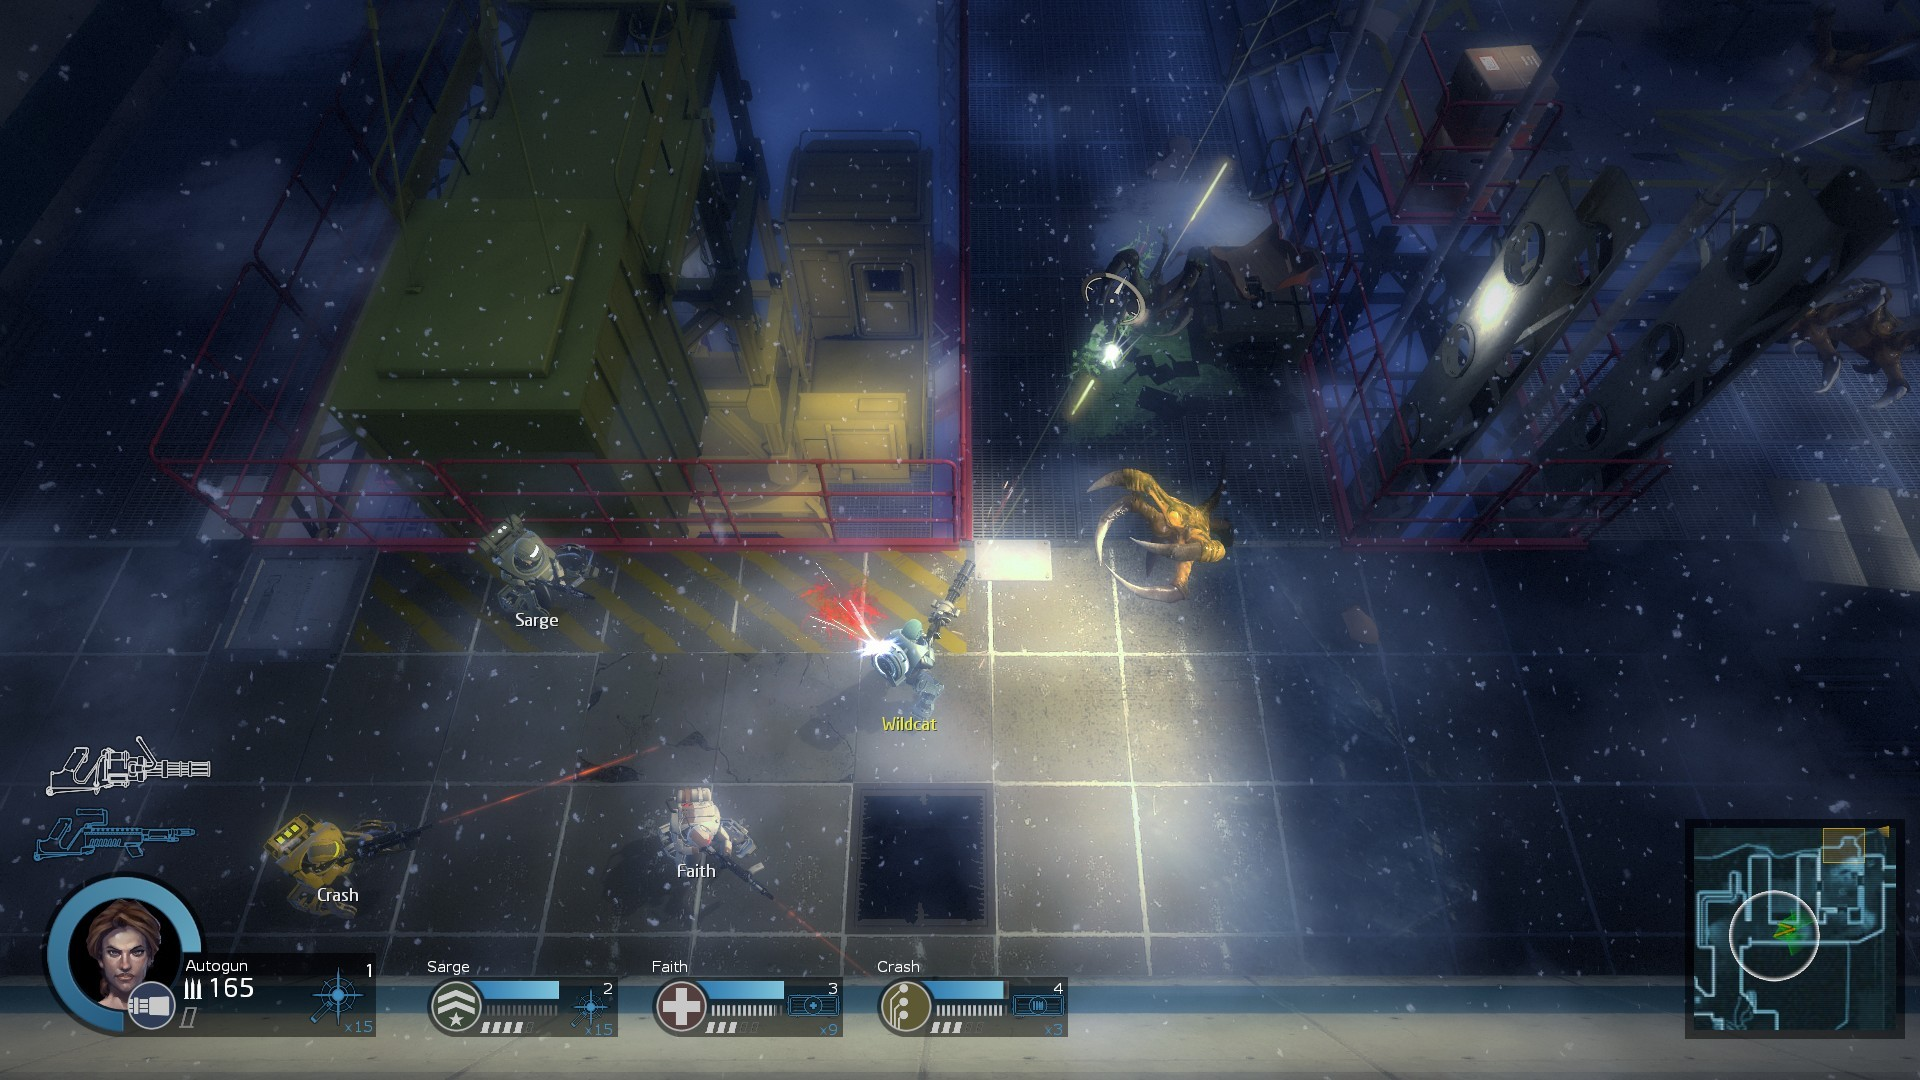 Sarge
Wildcat
Faith
Crash
Autogun
165
1
x15
Sarge
2
x15
Faith
3
x9
Crash
4
x3